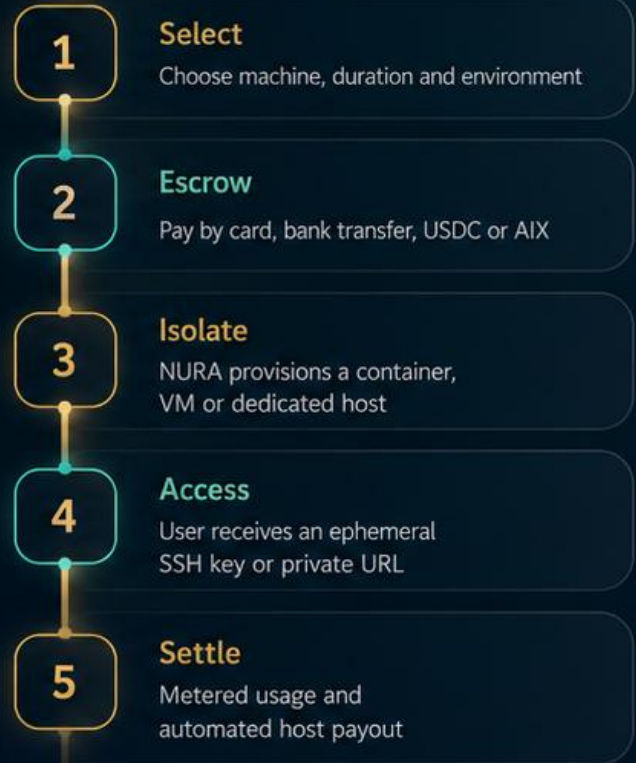 1
Select
Choose machine, duration and environment
2
Escrow
Pay by card, bank transfer, USDC or AIX
3
Isolate
NURA provisions a container,
VM or dedicated host
4
Access
User receives an ephemeral
SSH key or private URL
5
Settle
Metered usage and
automated host payout